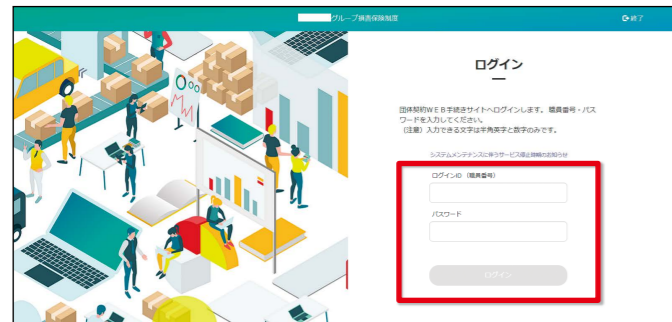 グループ損害保険制度
終了
ログイン
団体契約WEB手続きサイトへログインします。職員番号・パス
ワードを入力してください。
(注意)入力できる文字は半角英字と数字のみです。
システムメンテナンスに伴うサービス停止時間のお知らせ
ログインID(職員番号)
パスワード
ログイン